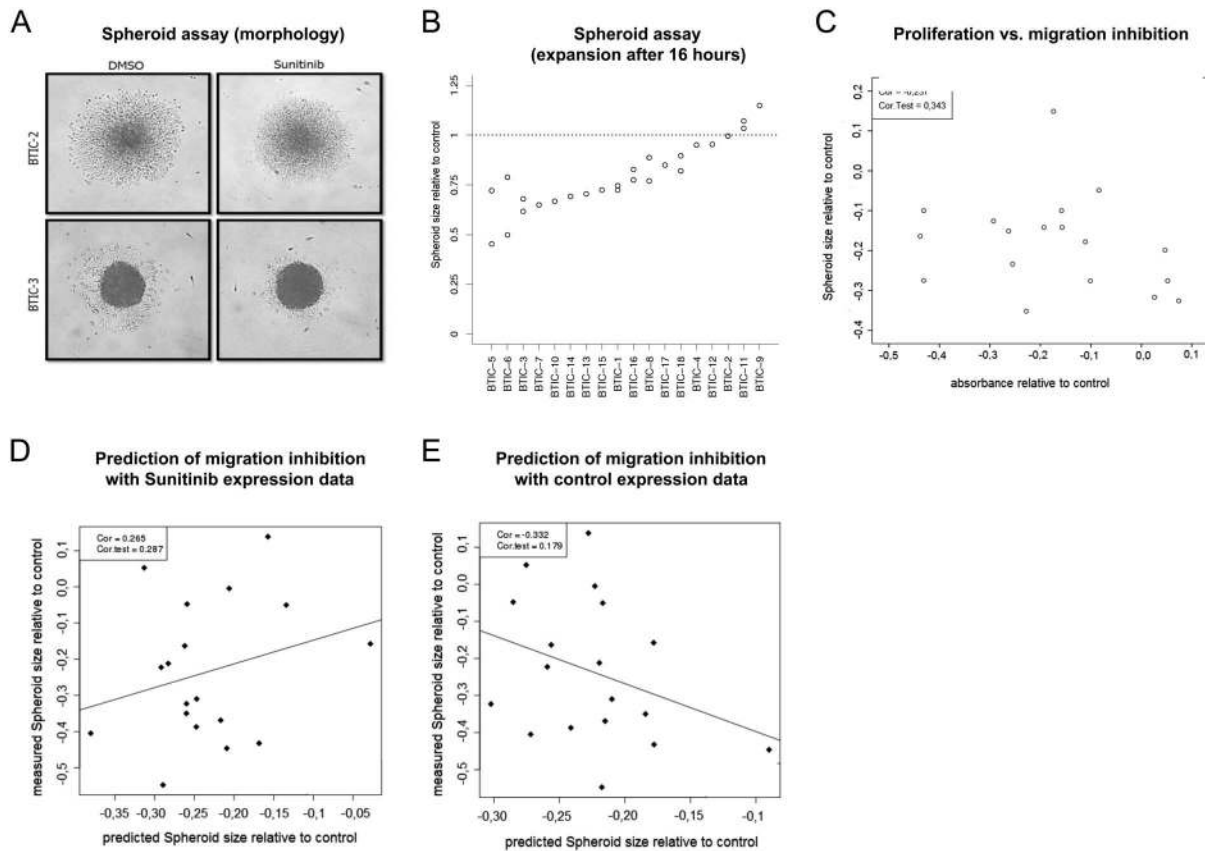 A
Spheroid assay (morphology)
DMSO
Sunitinib
BTIC-2
BTIC-3
B
Spheroid assay
(expansion after 16 hours)
Spheroid size relative to control
1.25
1
0.75
0.5
0.25
0
BTIC–5
BTIC–6
BTIC–3
BTIC–7
BTIC–10
BTIC–14
BTIC–13
BTIC–15
BTIC–1
BTIC–16
BTIC–8
BTIC–17
BTIC–18
BTIC–4
BTIC–12
BTIC–2
BTIC–11
BTIC–9
C
Proliferation vs. migration inhibition
Cor.Test = 0,343
Spheroid size relative to control
0,2
0,1
0,0
-0,1
-0,2
-0,3
-0,4
-0,5 -0,4 -0,3 -0,2 -0,1 0,0 0,1
absorbance relative to control
D
Prediction of migration inhibition
with Sunitinib expression data
Cor = 0.265
Cor.test = 0.287
measured Spheroid size relative to control
0,1
0,0
-0,1
-0,2
-0,3
-0,4
-0,5
-0,35 -0,30 -0,25 -0,20 -0,15 -0,10 -0,05
predicted Spheroid size relative to control
E
Prediction of migration inhibition
with control expression data
Cor = -0.332
Cor.test = 0.179
measured Spheroid size relative to control
0,1
0,0
-0,1
-0,2
-0,3
-0,4
-0,5
-0,30 -0,25 -0,20 -0,15 -0,1
predicted Spheroid size relative to control